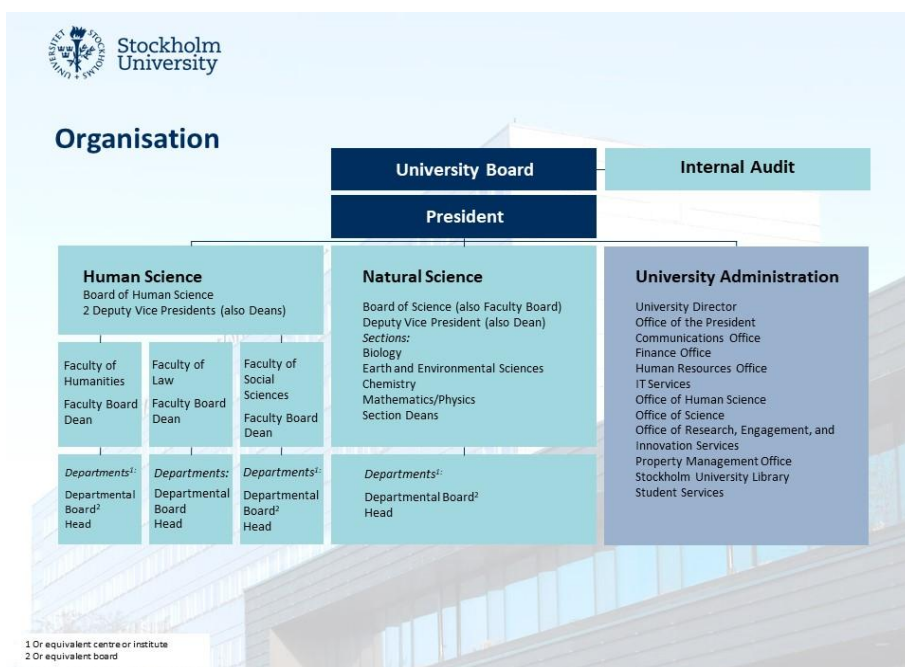 STOCKHOLMS UNIVERSITET
Stockholm
University
Organisation
University Board
Internal Audit
President
Human Science
Board of Human Science
2 Deputy Vice Presidents (also Deans)
Faculty of
Humanities
Faculty Board
Dean
Faculty of
Law
Faculty Board
Dean
Faculty of
Social
Sciences
Faculty Board
Dean
Departments¹:
Departmental
Board²
Head
Departments:
Departmental
Board
Head
Departments¹:
Departmental
Board²
Head
Natural Science
Board of Science (also Faculty Board)
Deputy Vice President (also Dean)
Sections:
Biology
Earth and Environmental Sciences
Chemistry
Mathematics/Physics
Section Deans
Departments¹:
Departmental Board²
Head
University Administration
University Director
Office of the President
Communications Office
Finance Office
Human Resources Office
IT Services
Office of Human Science
Office of Science
Office of Research, Engagement, and
Innovation Services
Property Management Office
Stockholm University Library
Student Services
1 Or equivalent centre or institute
2 Or equivalent board